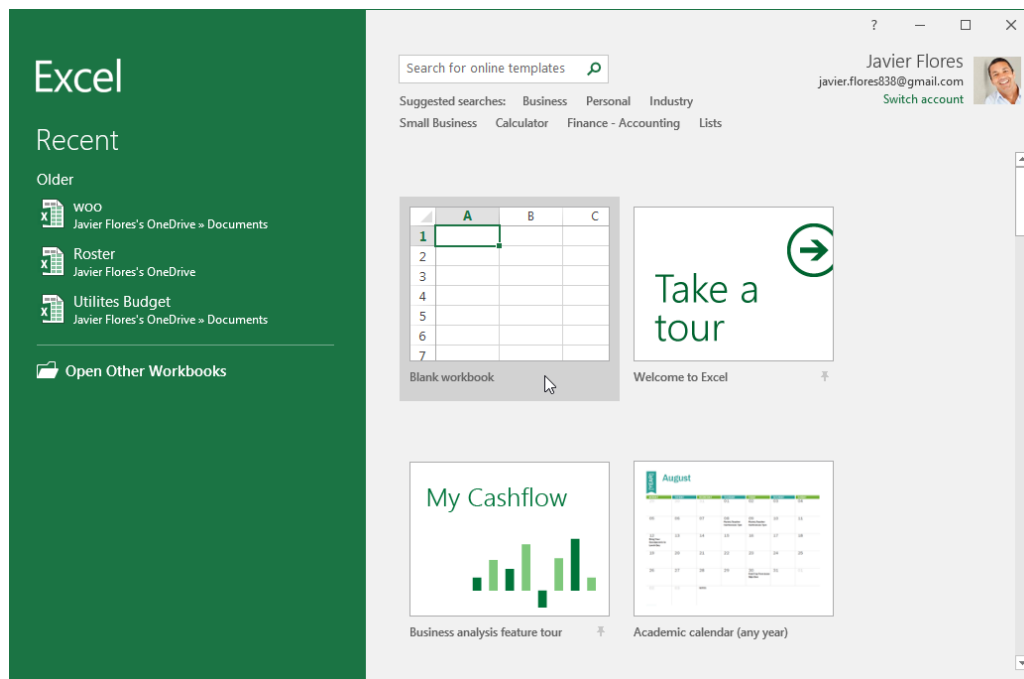 ?
Excel
Search for online templates
Javier Flores
javier.flores838@gmail.com
Switch account
Suggested searches: Business Personal Industry
Small Business Calculator Finance - Accounting Lists
Recent
Older
woo
Javier Flores's OneDrive » Documents
Roster
Javier Flores's OneDrive
Utilites Budget
Javier Flores's OneDrive » Documents
Open Other Workbooks
A B C
1
2
3
4
5
6
7
Blank workbook
Take a
tour
Welcome to Excel
My Cashflow
Business analysis feature tour
August
Academic calendar (any year)